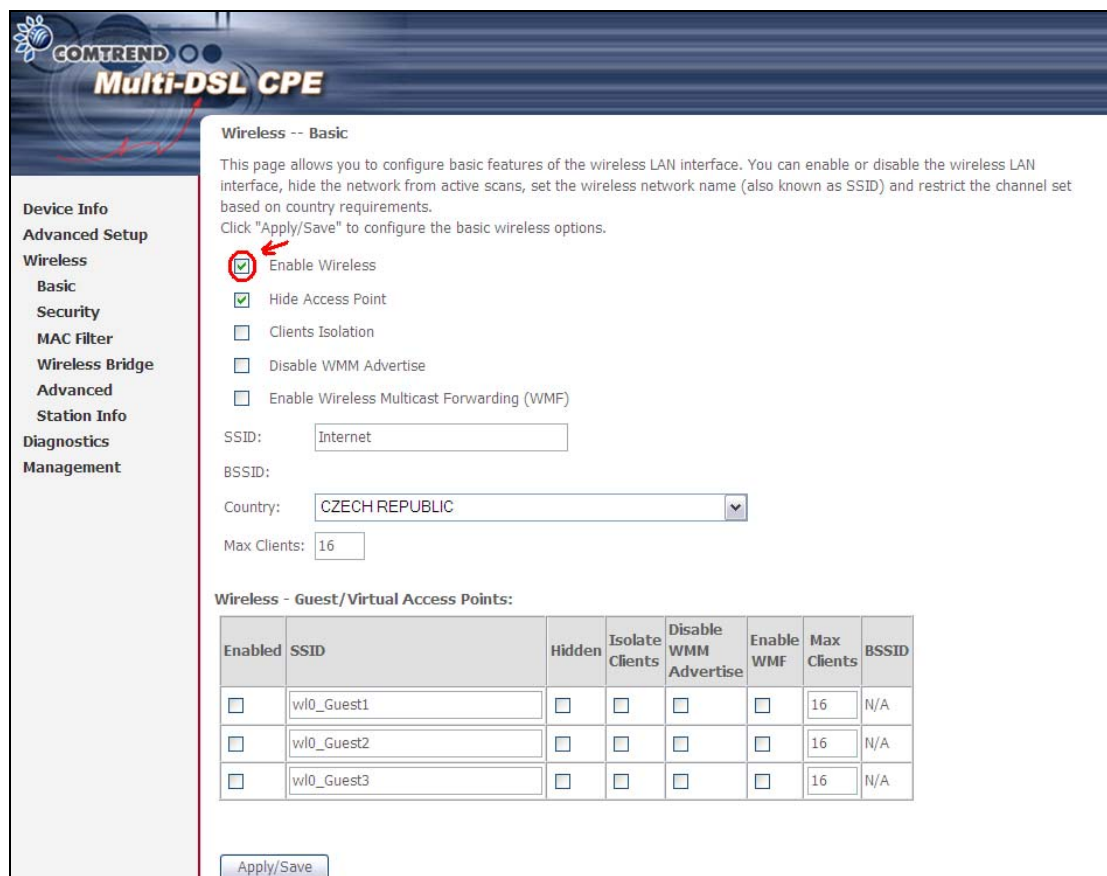 COMTREND
Multi-DSL CPE
Device Info
Advanced Setup
Wireless
Basic
Security
MAC Filter
Wireless Bridge
Advanced
Station Info
Diagnostics
Management
Wireless -- Basic
This page allows you to configure basic features of the wireless LAN interface. You can enable or disable the wireless LAN
interface, hide the network from active scans, set the wireless network name (also known as SSID) and restrict the channel set
based on country requirements.
Click "Apply/Save" to configure the basic wireless options.
Enable Wireless
Hide Access Point
Clients Isolation
Disable WMM Advertise
Enable Wireless Multicast Forwarding (WMF)
SSID: Internet
BSSID:
Country: CZECH REPUBLIC
Max Clients: 16
Wireless - Guest/Virtual Access Points:
Enabled SSID Hidden Isolate Clients Disable WMM Advertise Enable WMF Max Clients BSSID
wl0_Guest1 16 N/A
wl0_Guest2 16 N/A
wl0_Guest3 16 N/A
Apply/Save